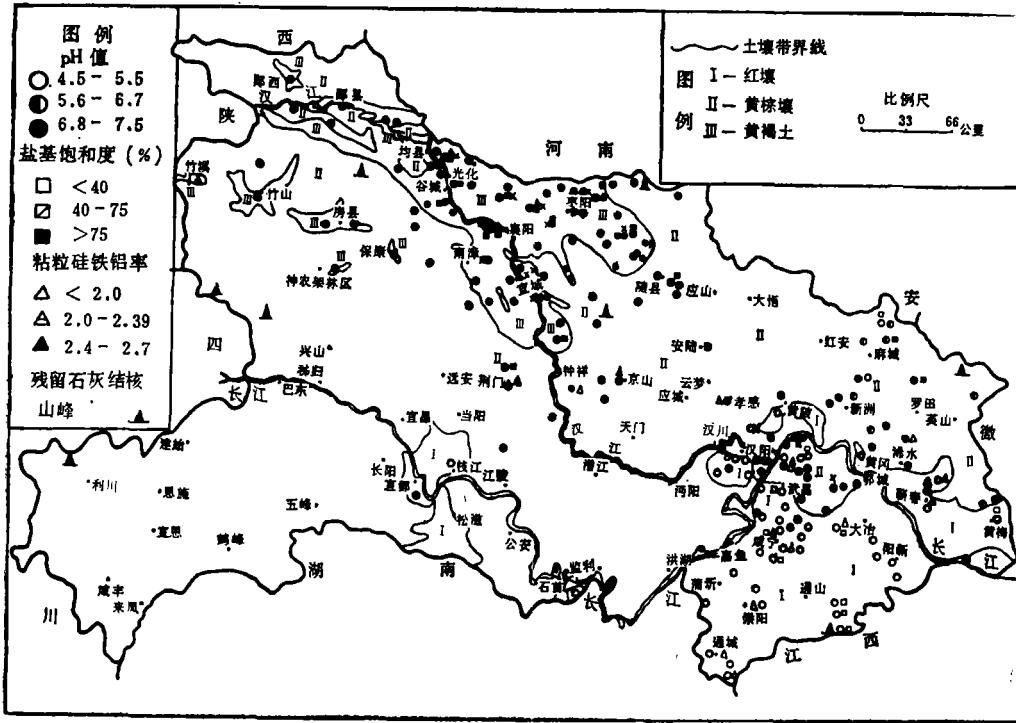 图 例
pH 值
4.5 - 5.5
5.6 - 6.7
6.8 - 7.5
盐基饱和度 (%)
<40
40-75
>75
粘粒硅铁铝率
< 2.0
2.0-2.39
2.4 - 2.7
残留石灰结核
山峰
土壤带界线
图 例
I - 红壤
II - 黄棕壤
III - 黄褐土
比例尺
0 33 66 公里
陕
西
河 南
安
徽
江 西
湖 南
四
川
汉
江
长 江
汉
江
长
江
长
江
郧西
郧县
均县
光化
谷城
竹溪
竹山
房县
保康
神农架林区
襄阳
枣阳
南漳
宜城
随县
应山
大悟
红安
麻城
兴山
秭归
巴东
远安
荆门
钟祥
京山
安陆
云梦
应城
孝感
黄陂
新洲
罗田
英山
宜昌
当阳
天门
汉川
汉阳
武昌
黄冈
浠水
鄂城
蕲春
黄梅
建始
利川
恩施
宣恩
鹤峰
五峰
咸丰
来凤
长阳
宜都
枝江
江陵
松滋
公安
石首
监利
潜江
沔阳
洪湖
嘉鱼
咸宁
大冶
阳新
蒲圻
崇阳
通山
通城